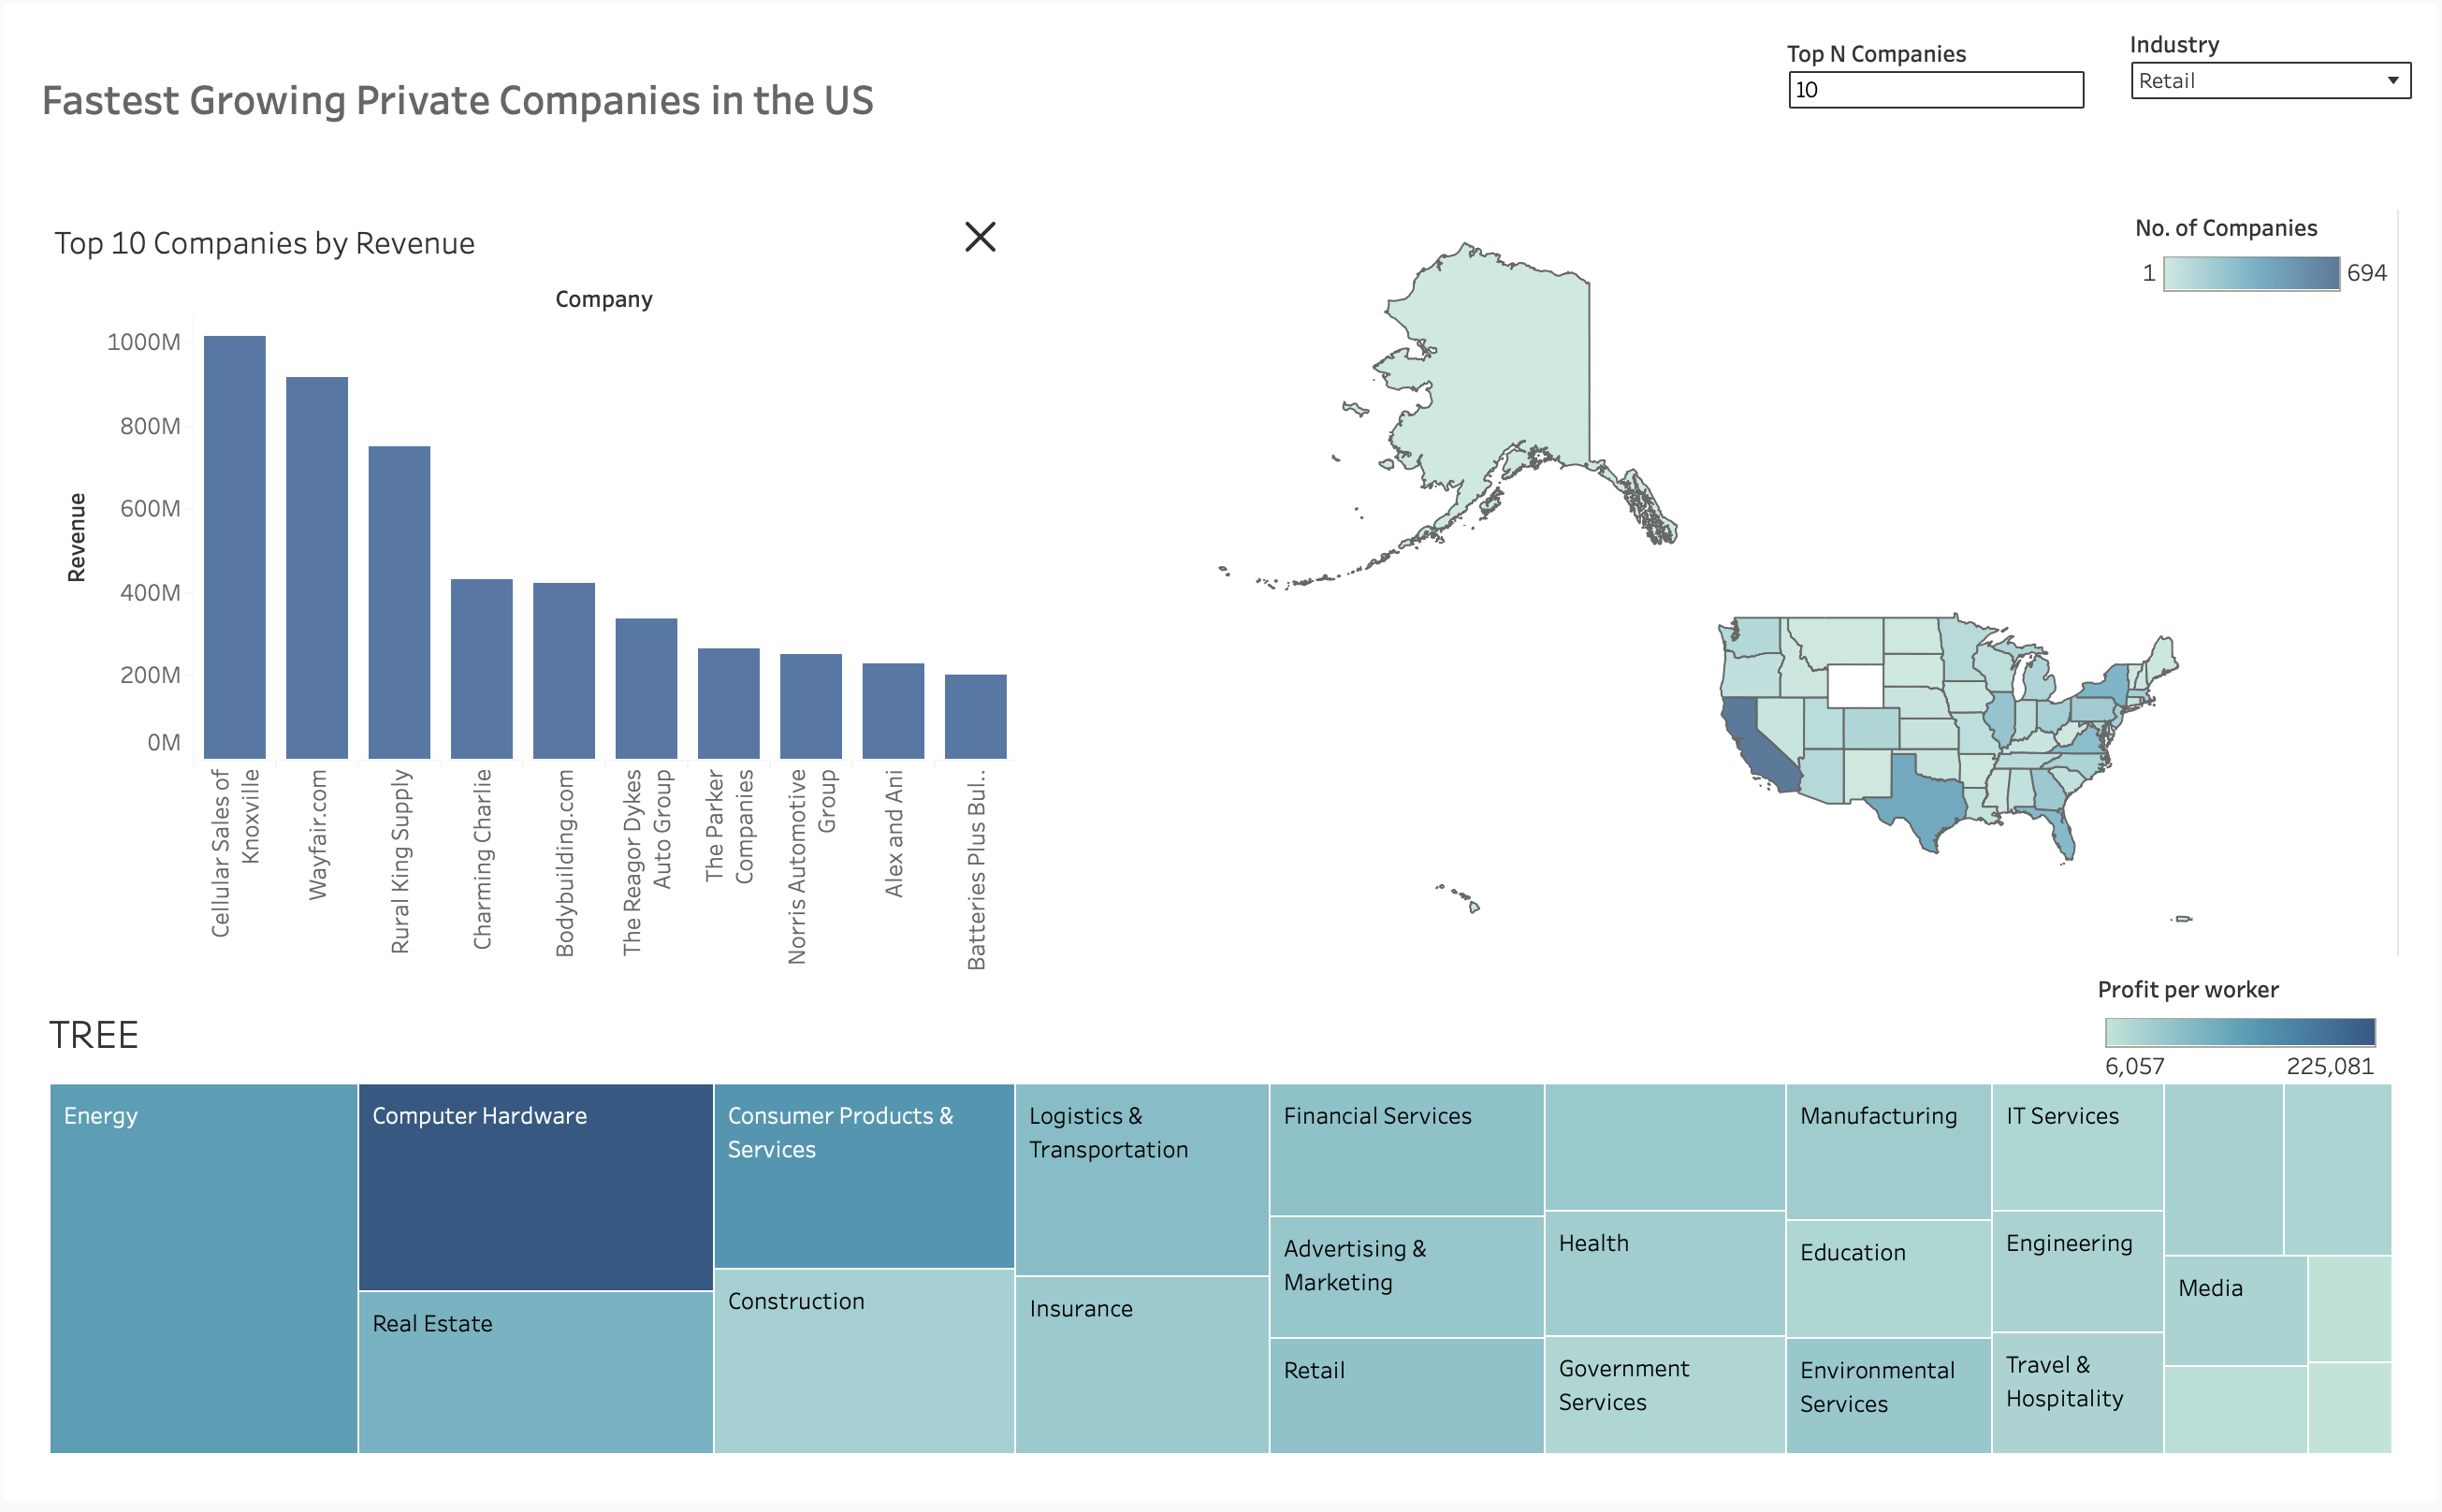 Top N Companies
10
Industry
Retail
Fastest Growing Private Companies in the US
Top 10 Companies by Revenue
Company
Revenue
1000M
800M
600M
400M
200M
0M
Cellular Sales of
Knoxville
Wayfair.com
Rural King Supply
Charming Charlie
Bodybuilding.com
The Reagor Dykes
Auto Group
The Parker
Companies
Norris Automotive
Group
Alex and Ani
Batteries Plus Bul..
No. of Companies
1
694
Profit per worker
6,057
225,081
TREE
Energy
Computer Hardware
Real Estate
Consumer Products &
Services
Construction
Logistics &
Transportation
Insurance
Financial Services
Advertising &
Marketing
Retail
Health
Government
Services
Manufacturing
Education
Environmental
Services
IT Services
Engineering
Travel &
Hospitality
Media